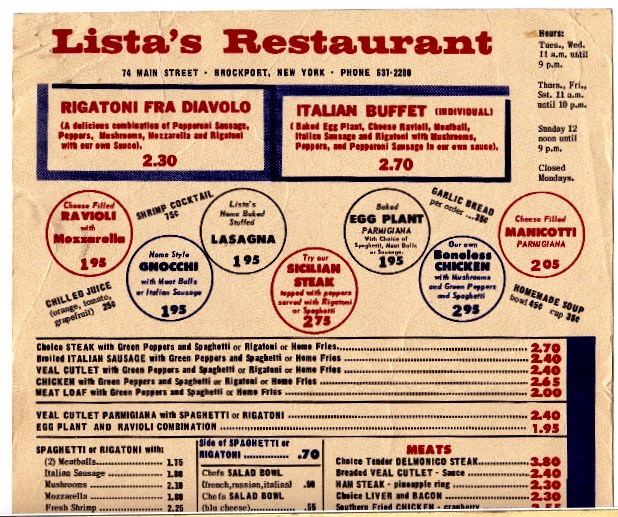 Lista's Restaurant
74 MAIN STREET · BROCKPORT, NEW YORK · PHONE 637-2280
Hours:
Tues., Wed.
11 a.m. until
9 p.m.
Thurs., Fri.,
Sat. 11 a.m.
until 10 p.m.
Sunday 12
noon until
9 p.m.
Closed
Mondays.
RIGATONI FRA DIAVOLO
(A delicious combination of Pepperoni Sausage,
Peppers, Mushrooms, Mozzarella and Rigatoni
with our own Sauce).
2.30
ITALIAN BUFFET (INDIVIDUAL)
( Baked Egg Plant, Cheese Ravioli, Meatball,
Italian Sausage and Rigatoni with Mushrooms,
Peppers, and Pepperoni Sausage in our own sauce).
2.70
Cheese Filled
RAVIOLI
with
Mozzarella
1 95
SHRIMP COCKTAIL
75¢
Lista's
Home Baked
Stuffed
LASAGNA
1 95
Baked
EGG PLANT
PARMIGIANA
With Choice of
Spaghetti, Meat Balls
or Sausage.
1 95
GARLIC BREAD
per order ... 35¢
Cheese Filled
MANICOTTI
PARMIGIANA
2 05
Home Style
GNOCCHI
with Meat Balls
or Italian Sausage
1 95
Try our
SICILIAN
STEAK
topped with peppers
served with Rigatoni
or Spaghetti
2 75
Our own
Boneless
CHICKEN
with Mushrooms
and Green Peppers
and Spaghetti
2 95
CHILLED JUICE
(orange, tomato,
grapefruit) 25¢
HOMEMADE SOUP
bowl 45¢ cup 35¢
Choice STEAK with Green Peppers and Spaghetti or Rigatoni or Home Fries 2.70
Broiled ITALIAN SAUSAGE with Green Peppers and Spaghetti or Home Fries 2.40
VEAL CUTLET with Green Peppers and Spaghetti or Rigatoni or Home Fries 2.40
CHICKEN with Green Peppers and Spaghetti or Rigatoni or Home Fries 2.65
MEAT LOAF with Green Peppers and Spaghetti or Rigatoni or Home Fries 2.00
VEAL CUTLET PARMIGIANA with SPAGHETTI or RIGATONI 2.40
EGG PLANT AND RAVIOLI COMBINATION 1.95
SPAGHETTI or RIGATONI with:
(2) Meatballs 1.75
Italian Sausage 1.80
Mushrooms 2.10
Mozzarella 1.80
Fresh Shrimp 2.25
Side of SPAGHETTI or
RIGATONI .70
Chefs SALAD BOWL
(french, russian, italian) .50
Chefs SALAD BOWL
(blu cheese) .55
MEATS
Choice Tender DELMONICO STEAK 3.80
Breaded VEAL CUTLET - Sauce 2.40
HAM STEAK - pineapple ring 2.30
Choice LIVER and BACON 2.30
Southern Fried CHICKEN - cranberry